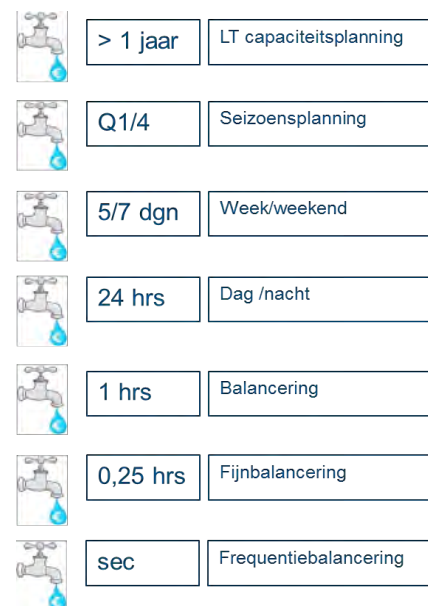 > 1 jaar LT capaciteitsplanning
Q1/4 Seizoensplanning
5/7 dgn Week/weekend
24 hrs Dag /nacht
1 hrs Balancering
0,25 hrs Fijnbalancering
sec Frequentiebalancering